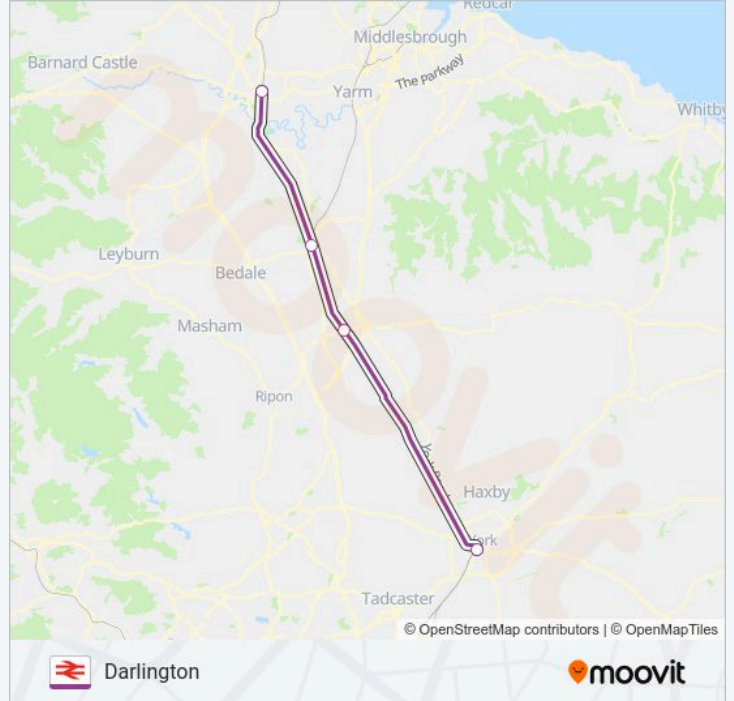 Redcar
Middlesbrough
Barnard Castle
Yarm
The parkway
Whitby
Leyburn
Bedale
Masham
Ripon
Haxby
York
Tadcaster
© OpenStreetMap contributors | © OpenMapTiles
Darlington
moovit